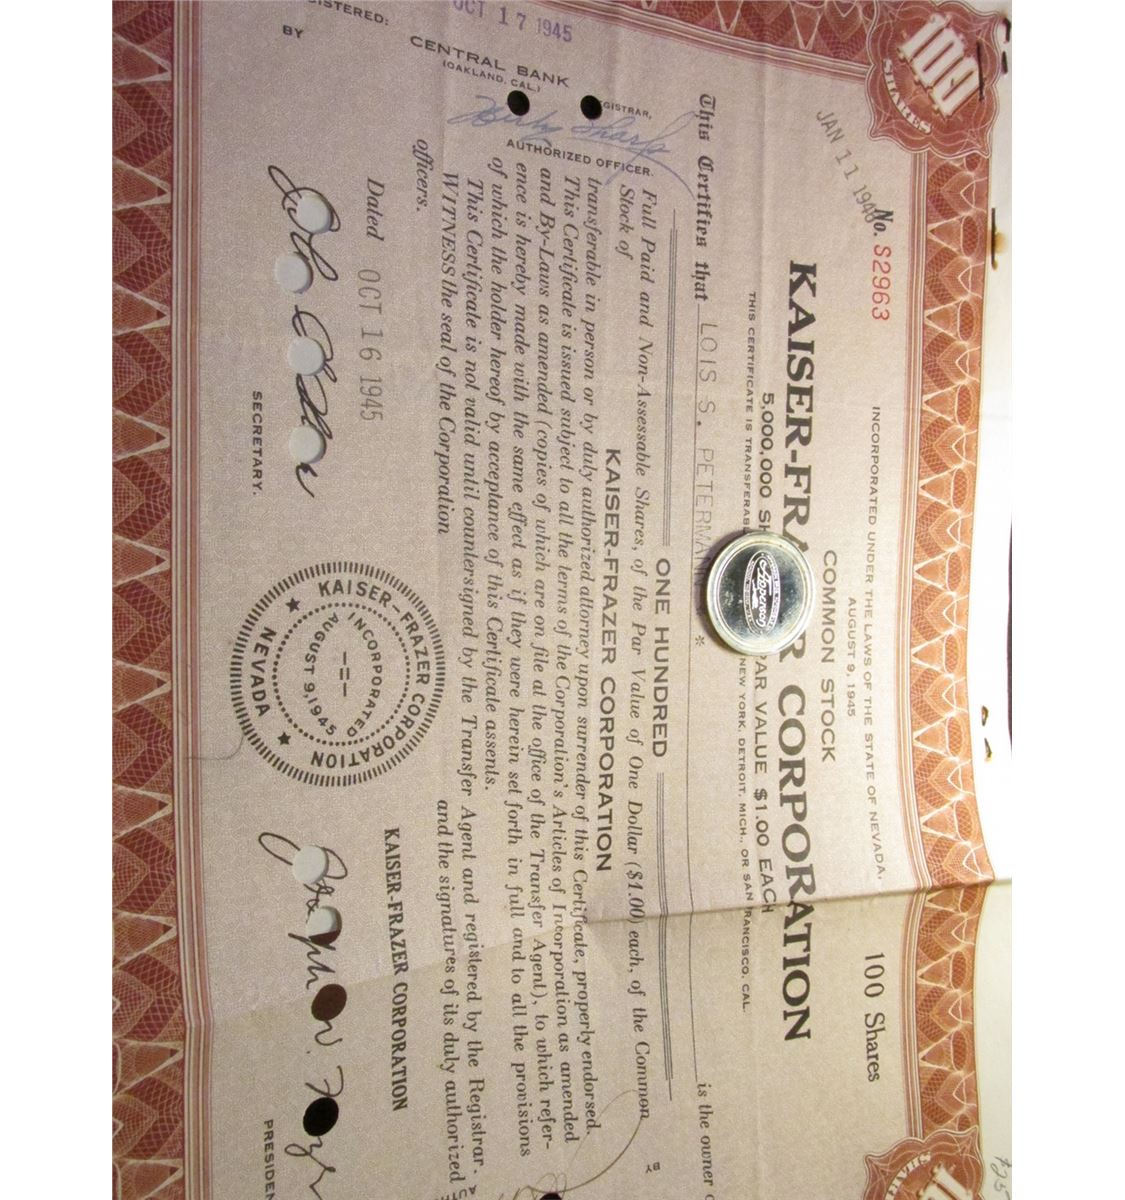 100
SHARES
JAN 11 194
No. S2963
INCORPORATED UNDER THE LAWS OF THE STATE OF NEVADA.
AUGUST 9, 1945
100 Shares
COMMON STOCK
KAISER-FRA R CORPORATION
5,000,000 SH PAR VALUE $1.00 EACH
THIS CERTIFICATE IS TRANSFERABL NEW YORK, DETROIT, MICH., OR SAN FRANCISCO, CAL.
Apperson
This Certifies that LOIS S. PETERMAN * is the owner
ONE HUNDRED
Full Paid and Non-Assessable Shares, of the Par Value of One Dollar ($1.00) each, of the Common
Stock of
KAISER-FRAZER CORPORATION
transferable in person or by duly authorized attorney upon surrender of this Certificate, properly endorsed.
This Certificate is issued subject to all the terms of the Corporation's Articles of Incorporation as amended
and By-Laws as amended (copies of which are on file at the office of the Transfer Agent), to which refer-
ence is hereby made with the same effect as if they were herein set forth in full and to all the provisions
of which the holder hereof by acceptance of this Certificate assents.
This Certificate is not valid until countersigned by the Transfer Agent and registered by the Registrar.
WITNESS the seal of the Corporation and the signatures of its duly authorized
officers.
OCT 17 1945
ISTERED:
CENTRAL BANK
(OAKLAND, CAL.)
BY
EGISTRAR,
AUTHORIZED OFFICER.
BY
Dated OCT 16 1945
KAISER-FRAZER CORPORATION
SECRETARY.
KAISER-FRAZER CORPORATION
INCORPORATED
AUGUST 9, 1945
NEVADA
PRESIDEN
$25